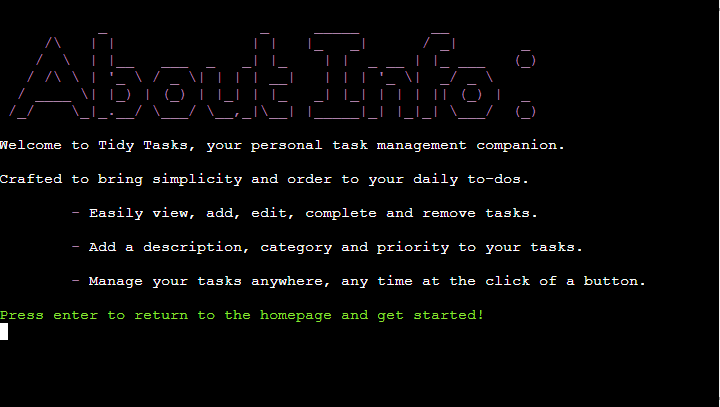 About Info :
Welcome to Tidy Tasks, your personal task management companion.
Crafted to bring simplicity and order to your daily to-dos.
- Easily view, add, edit, complete and remove tasks.
- Add a description, category and priority to your tasks.
- Manage your tasks anywhere, any time at the click of a button.
Press enter to return to the homepage and get started!